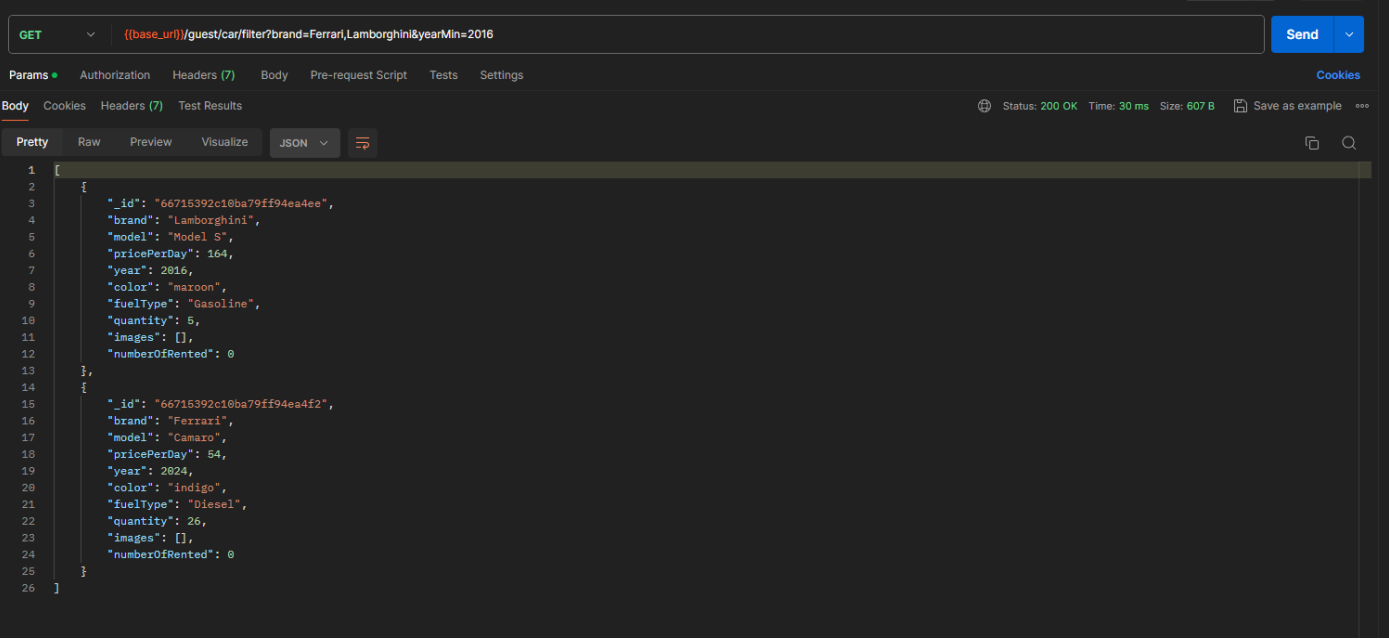 GET {{base_url}}/guest/car/filter?brand=Ferrari,Lamborghini&yearMin=2016 Send
Params Authorization Headers (7) Body Pre-request Script Tests Settings Cookies
Body Cookies Headers (7) Test Results Status: 200 OK Time: 30 ms Size: 607 B Save as example
Pretty Raw Preview Visualize JSON
1 [
2 {
3 "_id": "66715392c10ba79ff94ea4ee",
4 "brand": "Lamborghini",
5 "model": "Model S",
6 "pricePerDay": 164,
7 "year": 2016,
8 "color": "maroon",
9 "fuelType": "Gasoline",
10 "quantity": 5,
11 "images": [],
12 "numberOfRented": 0
13 },
14 {
15 "_id": "66715392c10ba79ff94ea4f2",
16 "brand": "Ferrari",
17 "model": "Camaro",
18 "pricePerDay": 54,
19 "year": 2024,
20 "color": "indigo",
21 "fuelType": "Diesel",
22 "quantity": 26,
23 "images": [],
24 "numberOfRented": 0
25 }
26 ]